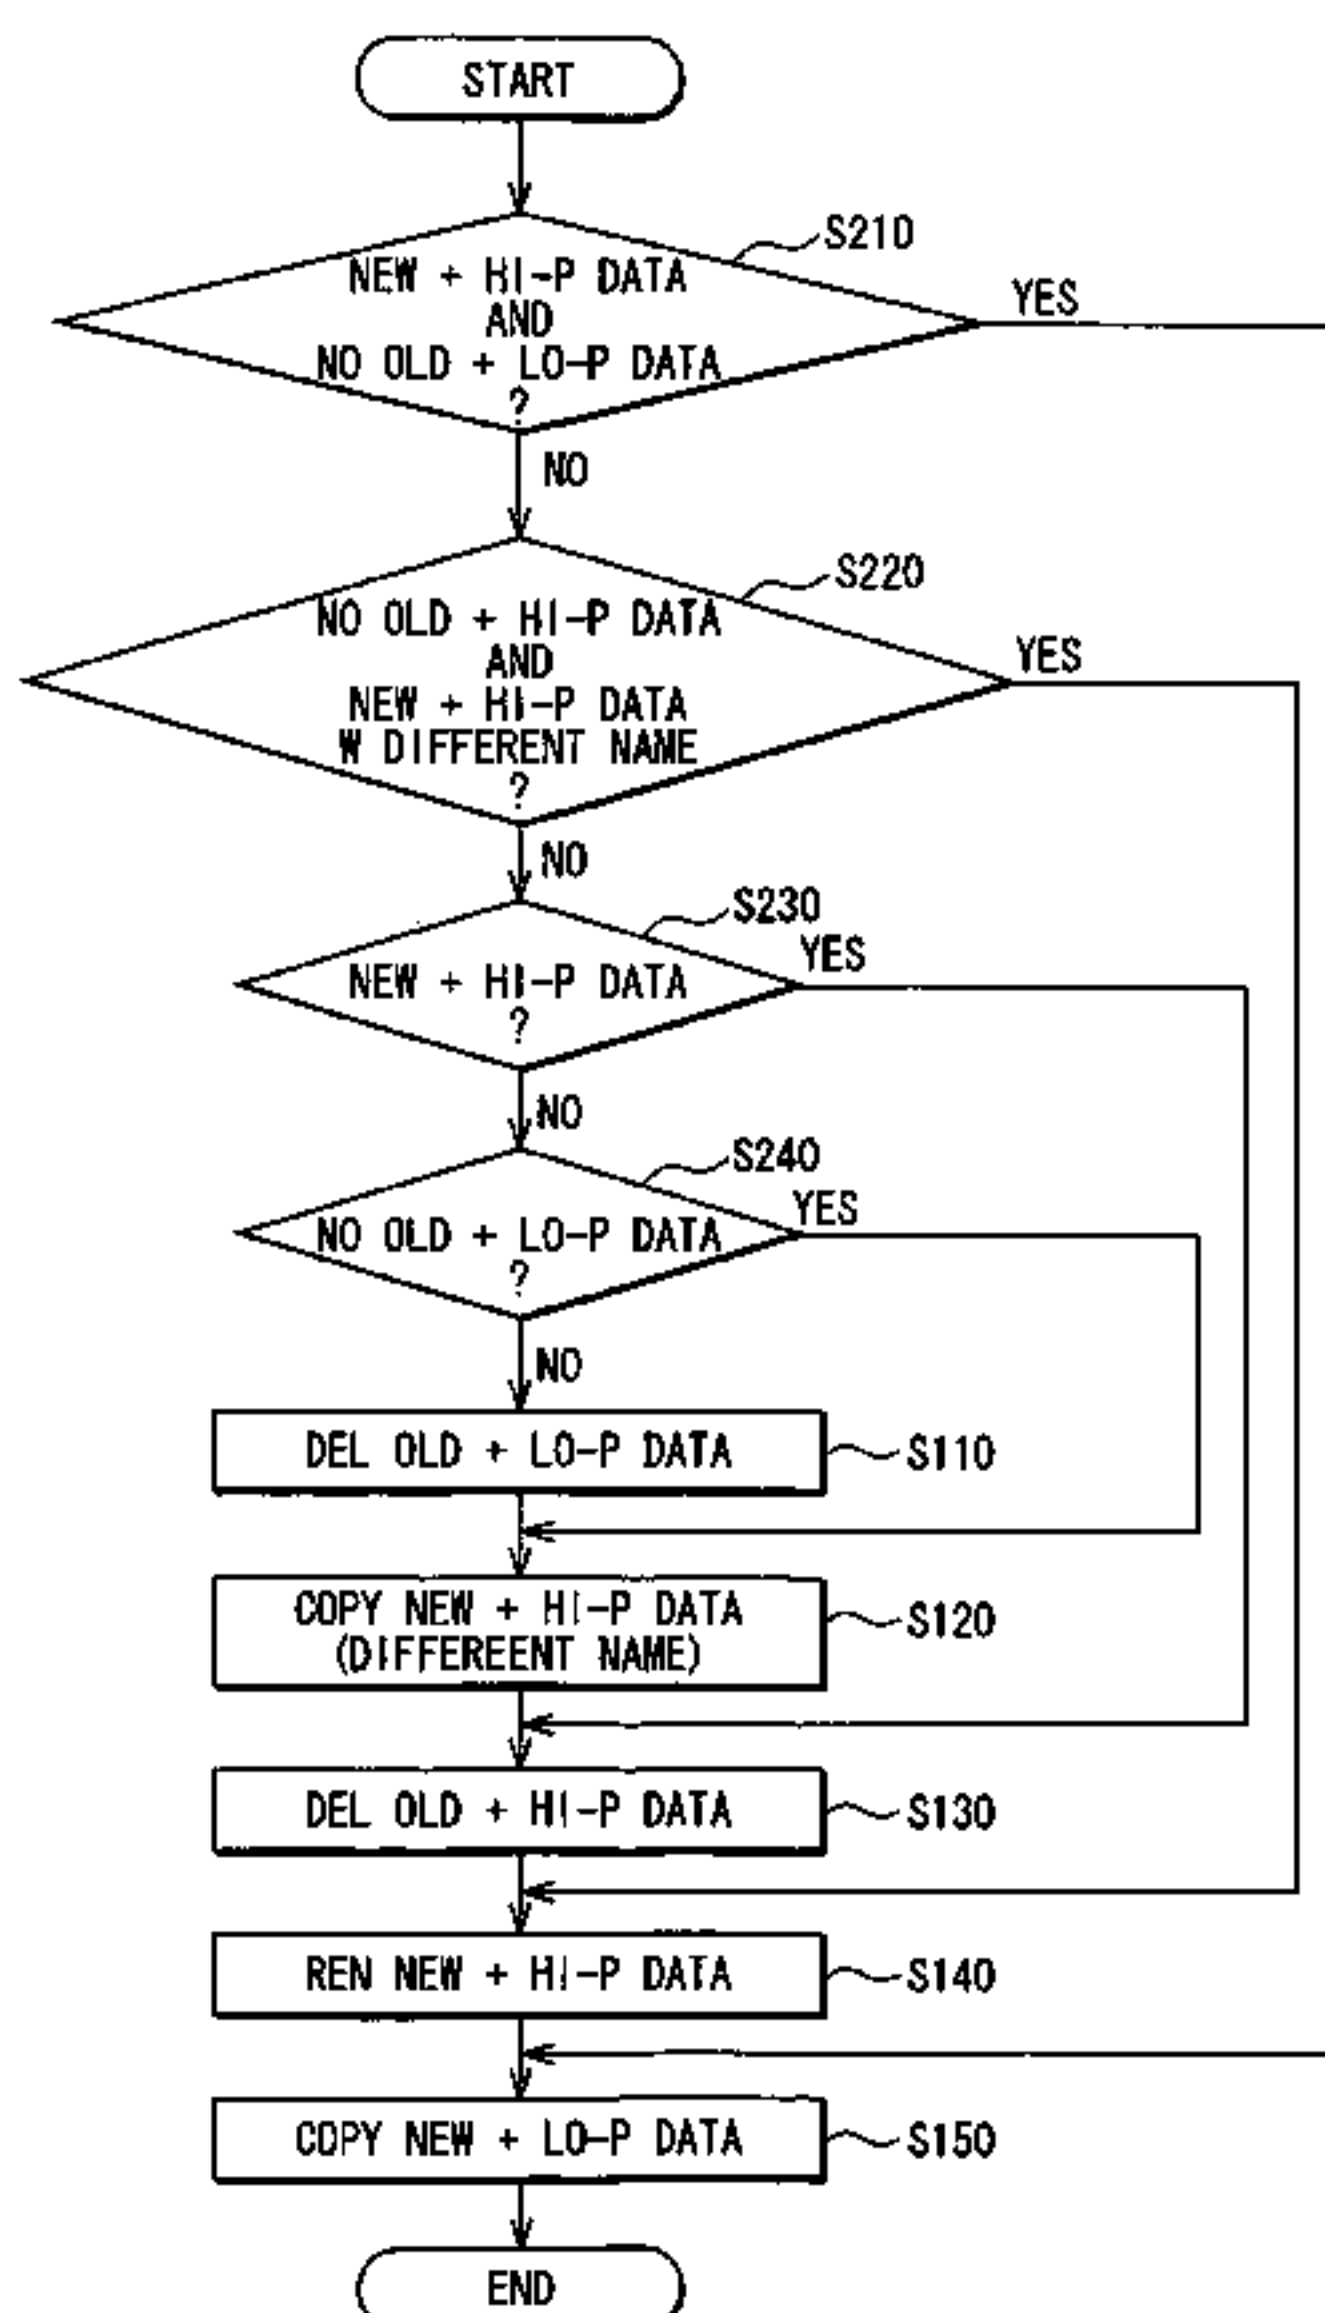 START
S210
NEW + HI-P DATA
AND
NO OLD + LO-P DATA
?
YES
NO
S220
NO OLD + HI-P DATA
AND
NEW + HI-P DATA
W DIFFERENT NAME
?
YES
NO
S230
NEW + HI-P DATA
?
YES
NO
S240
NO OLD + LO-P DATA
?
YES
NO
DEL OLD + LO-P DATA
S110
COPY NEW + HI-P DATA
(DIFFEREENT NAME)
S120
DEL OLD + HI-P DATA
S130
REN NEW + HI-P DATA
S140
COPY NEW + LO-P DATA
S150
END